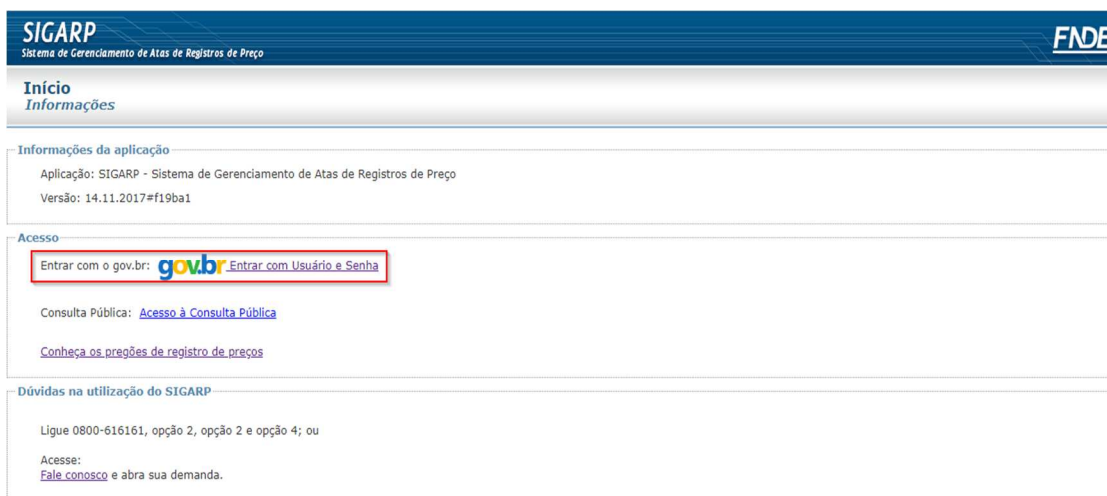 SIGARP
Sistema de Gerenciamento de Atas de Registros de Preço
FNDE
Início
Informações
Informações da aplicação
Aplicação: SIGARP - Sistema de Gerenciamento de Atas de Registros de Preço
Versão: 14.11.2017#f19ba1
Acesso
Entrar com o gov.br: gov.br Entrar com Usuário e Senha
Consulta Pública: Acesso à Consulta Pública
Conheça os pregões de registro de preços
Dúvidas na utilização do SIGARP
Ligue 0800-616161, opção 2, opção 2 e opção 4; ou
Acesse:
Fale conosco e abra sua demanda.